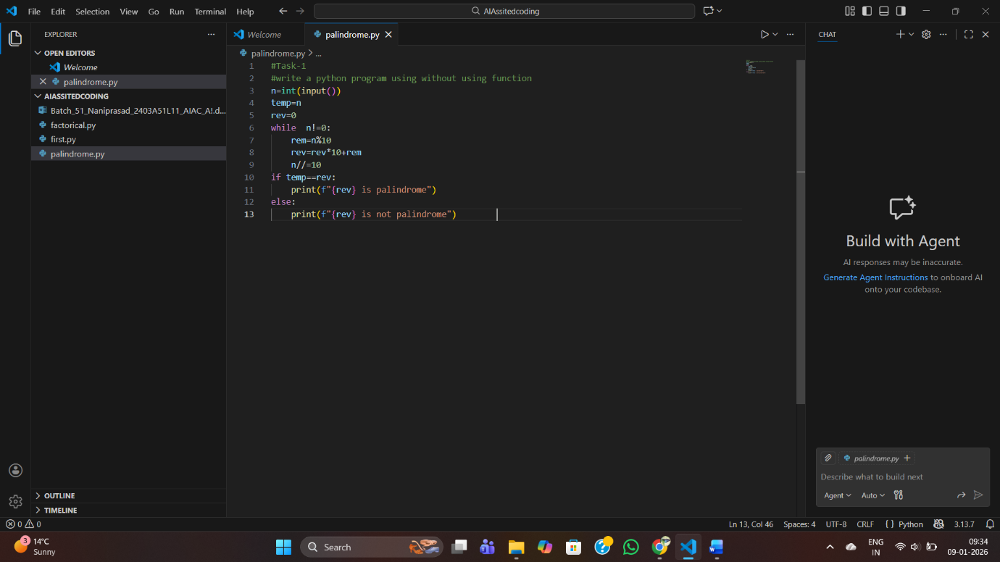 File Edit Selection View Go Run Terminal Help
AIAssitedcoding
EXPLORER
OPEN EDITORS
Welcome
palindrome.py
AIASSITEDCODING
Batch_51_Naniprasad_2403A51L11_AIAC_A!.d...
factorical.py
first.py
palindrome.py
OUTLINE
TIMELINE
Welcome
palindrome.py
palindrome.py > ...
1 #Task-1
2 #write a python program using without using function
3 n=int(input())
4 temp=n
5 rev=0
6 while  n!=0:
7     rem=n%10
8     rev=rev*10+rem
9     n//=10
10 if temp==rev:
11     print(f"{rev} is palindrome")
12 else:
13     print(f"{rev} is not palindrome")
CHAT
Build with Agent
AI responses may be inaccurate.
Generate Agent Instructions to onboard AI
onto your codebase.
palindrome.py
Describe what to build next
Agent Auto
0 0
Ln 13, Col 46 Spaces: 4 UTF-8 CRLF { } Python 3.13.7
3
14°C
Sunny
Search
ENG
IN
09:34
09-01-2026